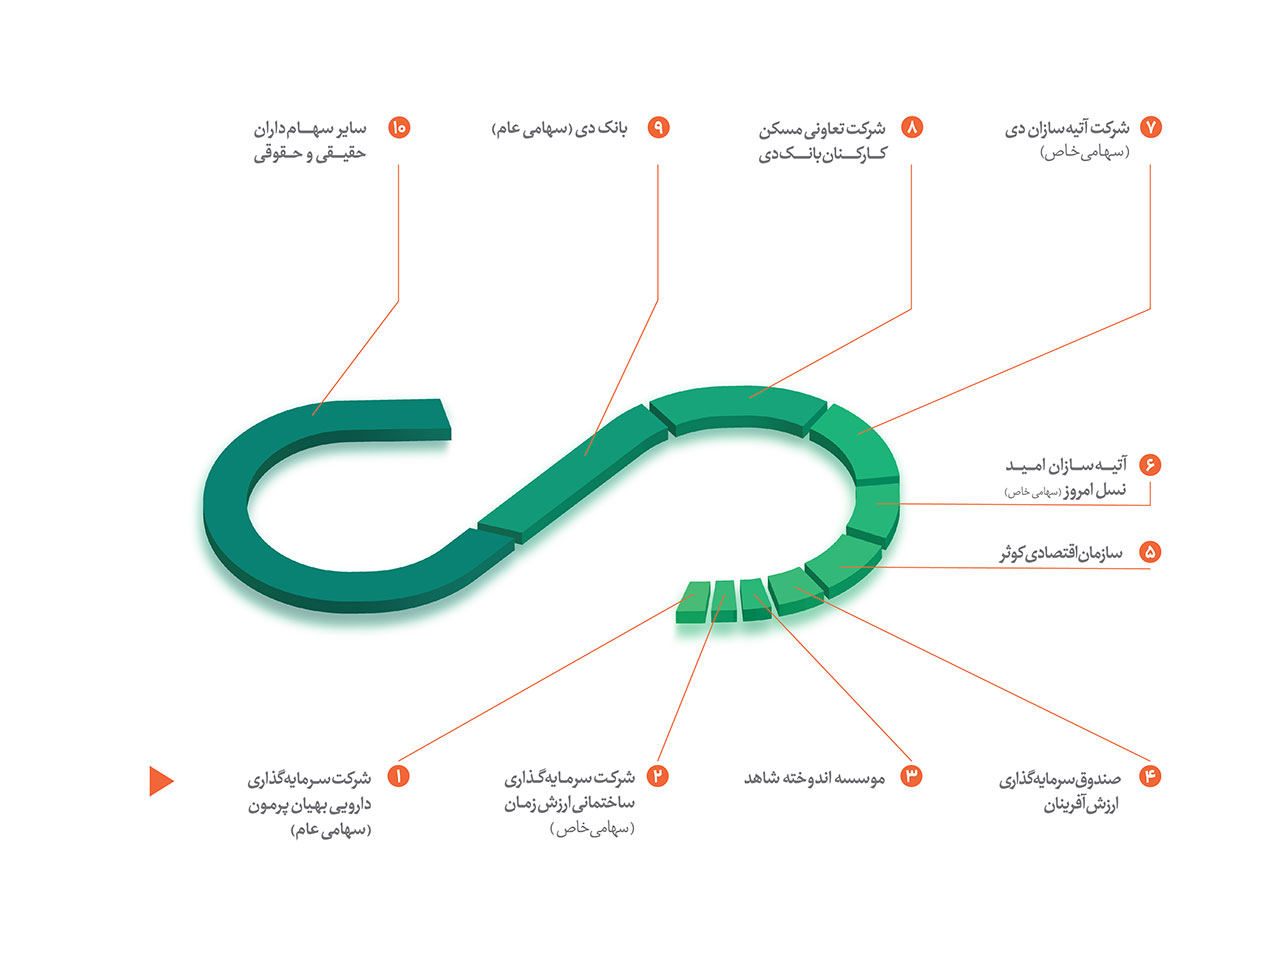 ۷ شرکت آتیه‌سازان دی
(سهامی خاص)
۸ شرکت تعاونی مسکن
کارکنان بانک دی
۹ بانک دی (سهامی عام)
۱۰ سایر سهام‌داران
حقیقی و حقوقی
۶ آتیه سازان امید
نسل امروز (سهامی خاص)
۵ سازمان اقتصادی کوثر
۴ صندوق سرمایه‌گذاری
ارزش آفرینان
۳ موسسه اندوخته شاهد
۲ شرکت سرمایه‌گذاری
ساختمانی ارزش زمان
(سهامی خاص)
۱ شرکت سرمایه‌گذاری
دارویی بهیان پرمون
(سهامی عام)